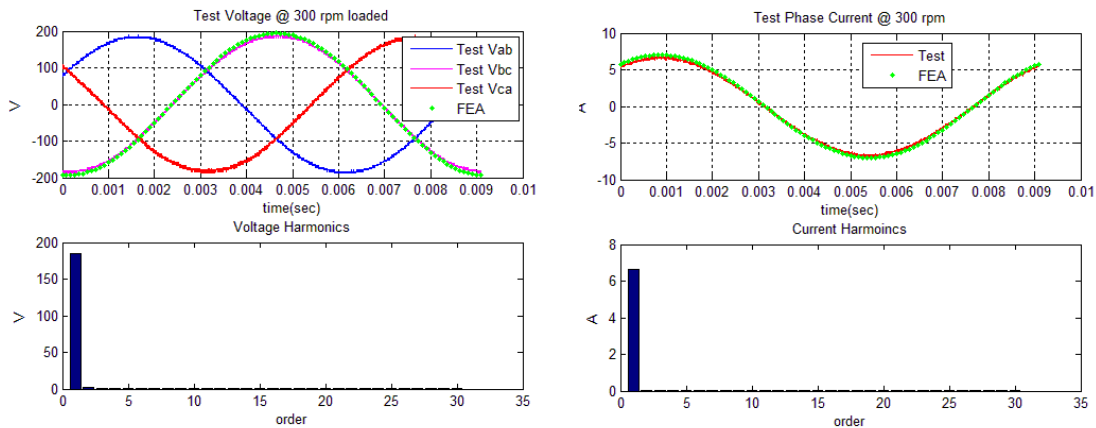 Test Voltage @ 300 rpm loaded
200
100
0
-100
-200
V
Test Vab
Test Vbc
Test Vca
FEA
0 0.001 0.002 0.003 0.004 0.005 0.006 0.007 0.008 0.009 0.01
time(sec)
Test Phase Current @ 300 rpm
10
5
0
-5
-10
A
Test
FEA
0 0.001 0.002 0.003 0.004 0.005 0.006 0.007 0.008 0.009 0.01
time(sec)
Voltage Harmonics
200
150
100
50
0
V
0 5 10 15 20 25 30 35
order
Current Harmoincs
8
6
4
2
0
A
0 5 10 15 20 25 30 35
order